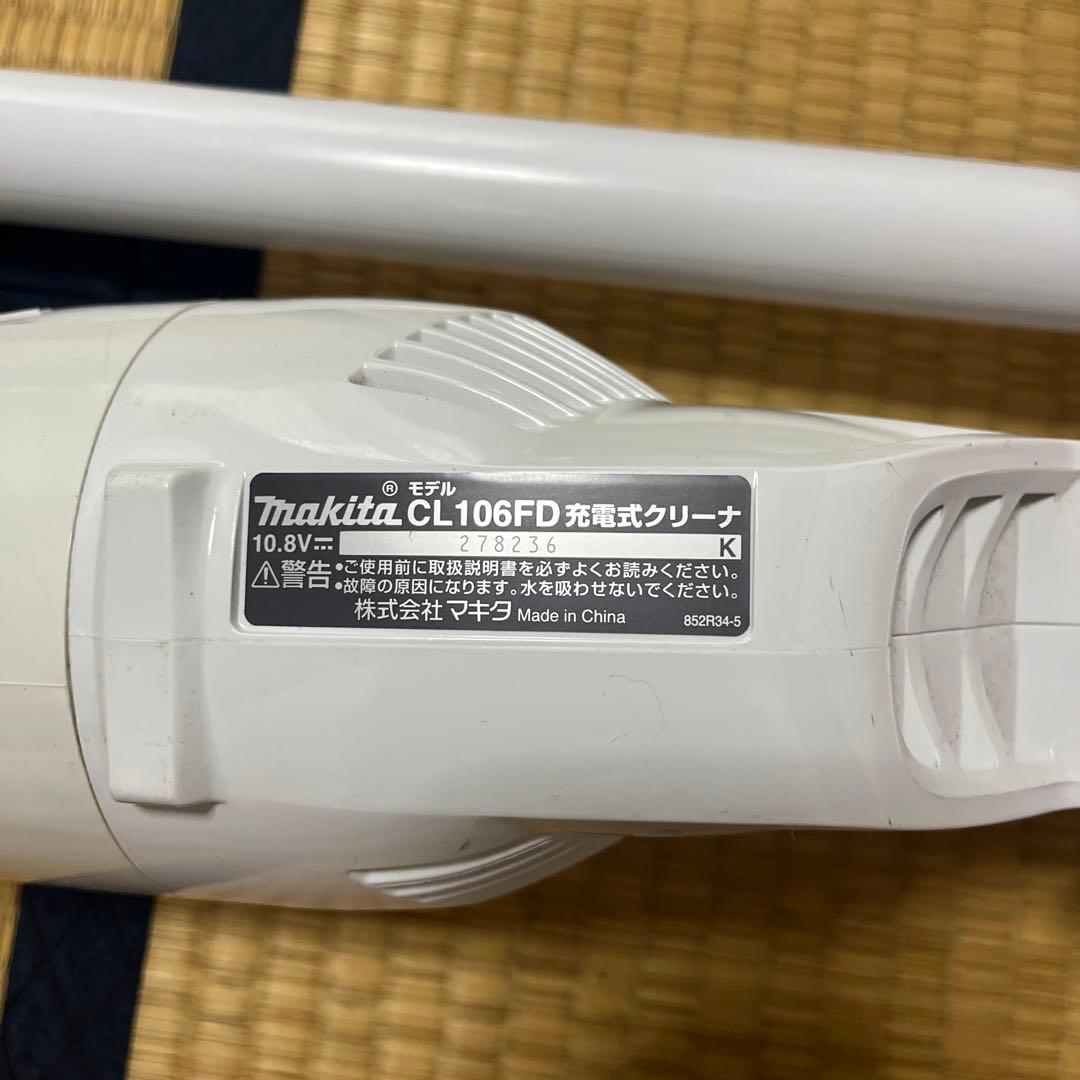 makita® モデル CL106FD 充電式クリーナ
10.8V⎓ 278236 K
⚠警告 •ご使用前に取扱説明書を必ずよくお読みください。
•故障の原因になります。水を吸わせないでください。
株式会社マキタ Made in China 852R34-5